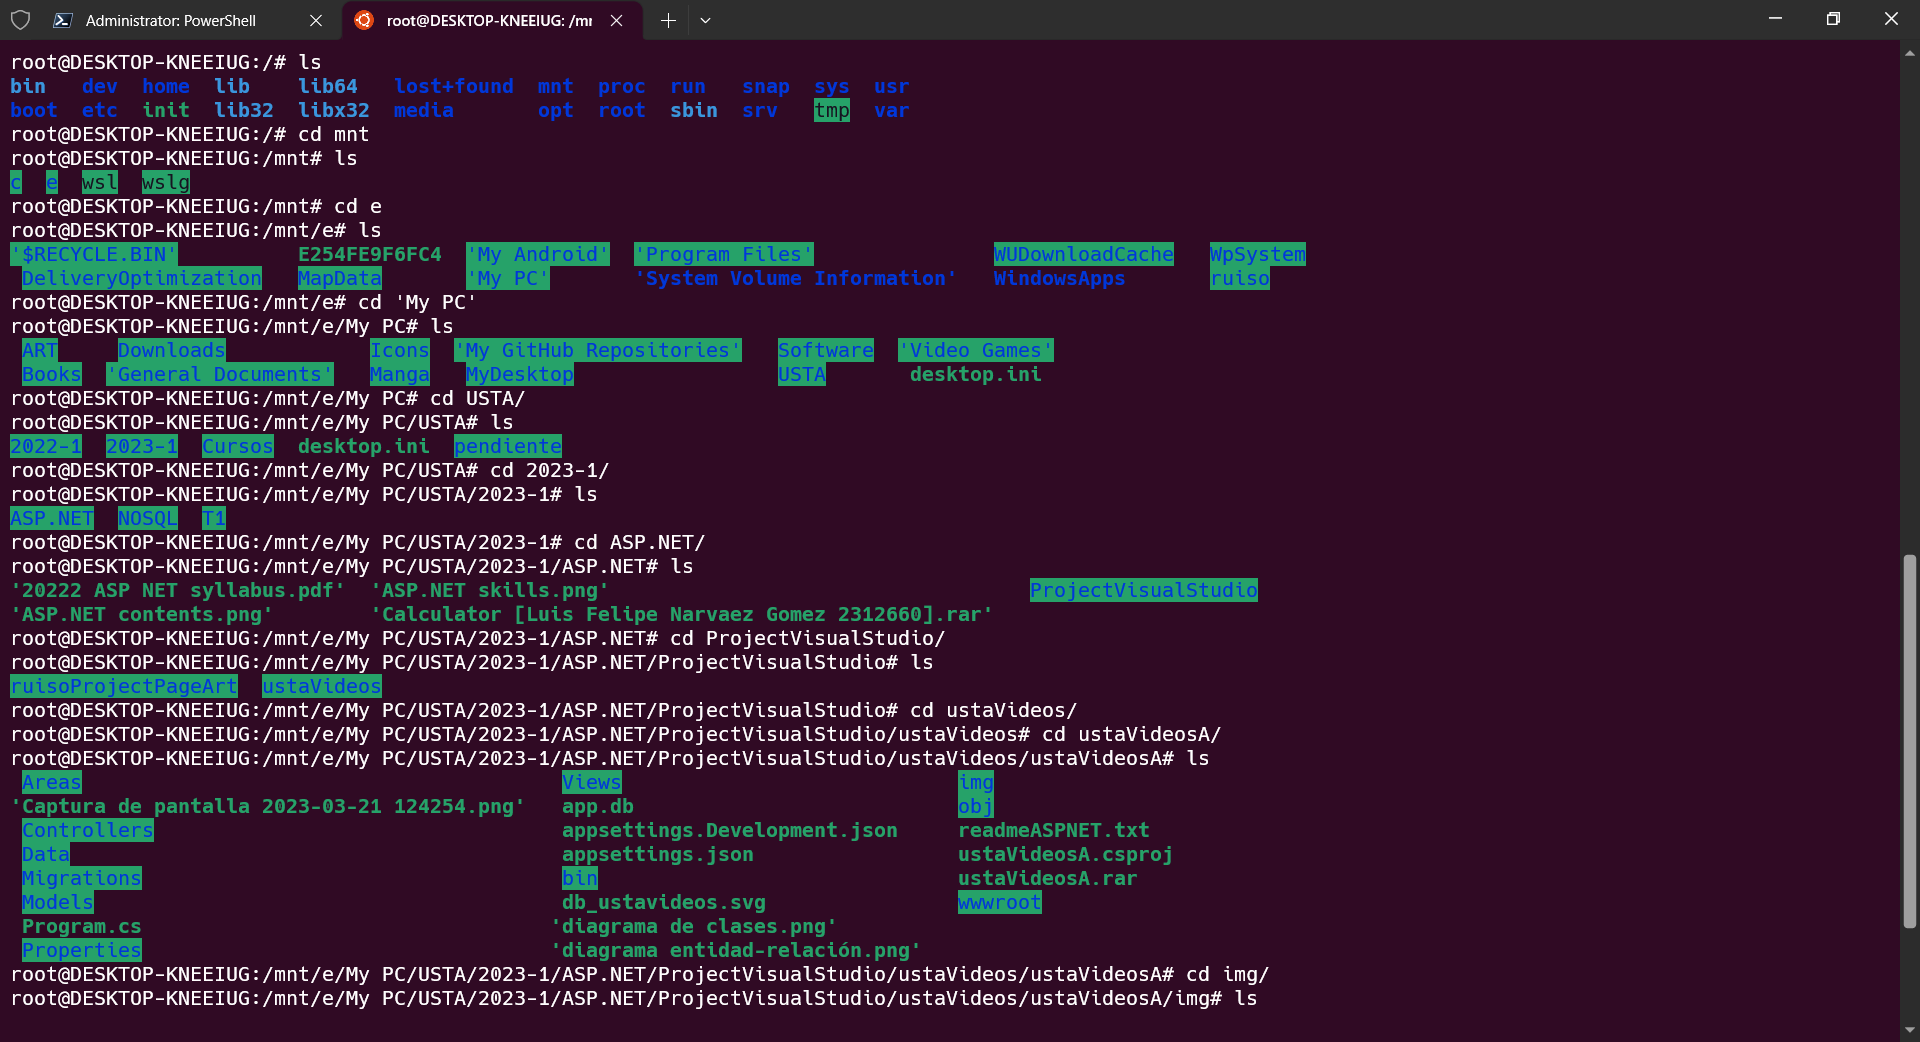 Administrator: PowerShell
root@DESKTOP-KNEEIUG: /mn
root@DESKTOP-KNEEIUG:/# ls
bin dev home lib lib64 lost+found mnt proc run snap sys usr
boot etc init lib32 libx32 media opt root sbin srv tmp var
root@DESKTOP-KNEEIUG:/# cd mnt
root@DESKTOP-KNEEIUG:/mnt# ls
c e wsl wslg
root@DESKTOP-KNEEIUG:/mnt# cd e
root@DESKTOP-KNEEIUG:/mnt/e# ls
'$RECYCLE.BIN' E254FE9F6FC4 'My Android' 'Program Files' WUDownloadCache WpSystem
DeliveryOptimization MapData 'My PC' 'System Volume Information' WindowsApps ruiso
root@DESKTOP-KNEEIUG:/mnt/e# cd 'My PC'
root@DESKTOP-KNEEIUG:/mnt/e/My PC# ls
ART Downloads Icons 'My GitHub Repositories' Software 'Video Games'
Books 'General Documents' Manga MyDesktop USTA desktop.ini
root@DESKTOP-KNEEIUG:/mnt/e/My PC# cd USTA/
root@DESKTOP-KNEEIUG:/mnt/e/My PC/USTA# ls
2022-1 2023-1 Cursos desktop.ini pendiente
root@DESKTOP-KNEEIUG:/mnt/e/My PC/USTA# cd 2023-1/
root@DESKTOP-KNEEIUG:/mnt/e/My PC/USTA/2023-1# ls
ASP.NET NOSQL T1
root@DESKTOP-KNEEIUG:/mnt/e/My PC/USTA/2023-1# cd ASP.NET/
root@DESKTOP-KNEEIUG:/mnt/e/My PC/USTA/2023-1/ASP.NET# ls
'20222 ASP NET syllabus.pdf' 'ASP.NET skills.png' ProjectVisualStudio
'ASP.NET contents.png' 'Calculator [Luis Felipe Narvaez Gomez 2312660].rar'
root@DESKTOP-KNEEIUG:/mnt/e/My PC/USTA/2023-1/ASP.NET# cd ProjectVisualStudio/
root@DESKTOP-KNEEIUG:/mnt/e/My PC/USTA/2023-1/ASP.NET/ProjectVisualStudio# ls
ruisoProjectPageArt ustaVideos
root@DESKTOP-KNEEIUG:/mnt/e/My PC/USTA/2023-1/ASP.NET/ProjectVisualStudio# cd ustaVideos/
root@DESKTOP-KNEEIUG:/mnt/e/My PC/USTA/2023-1/ASP.NET/ProjectVisualStudio/ustaVideos# cd ustaVideosA/
root@DESKTOP-KNEEIUG:/mnt/e/My PC/USTA/2023-1/ASP.NET/ProjectVisualStudio/ustaVideos/ustaVideosA# ls
Areas Views img
'Captura de pantalla 2023-03-21 124254.png' app.db obj
Controllers appsettings.Development.json readmeASPNET.txt
Data appsettings.json ustaVideosA.csproj
Migrations bin ustaVideosA.rar
Models db_ustavideos.svg wwwroot
Program.cs 'diagrama de clases.png'
Properties 'diagrama entidad-relación.png'
root@DESKTOP-KNEEIUG:/mnt/e/My PC/USTA/2023-1/ASP.NET/ProjectVisualStudio/ustaVideos/ustaVideosA# cd img/
root@DESKTOP-KNEEIUG:/mnt/e/My PC/USTA/2023-1/ASP.NET/ProjectVisualStudio/ustaVideos/ustaVideosA/img# ls